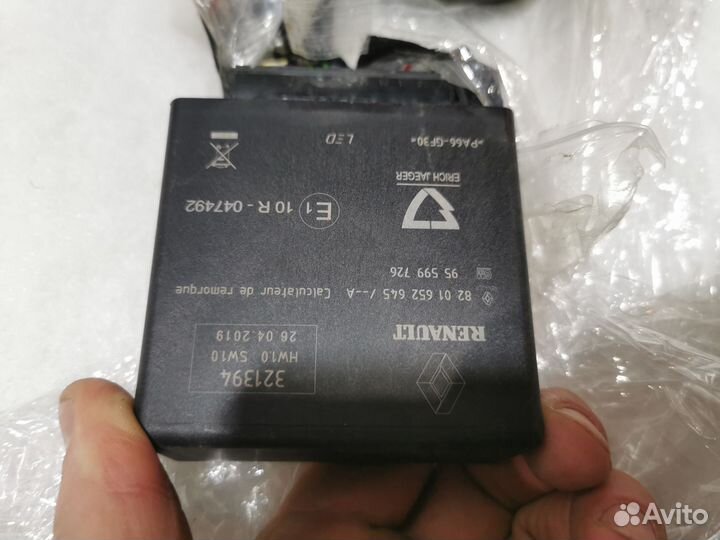 RENAULT
321394
HW10 SW10
26.04.2019
82 01 652 645 /--A Calculateur de remorque
95 599 726
E1 10 R - 047492
ERICH JAEGER
>PA66-GF30<
LED
Avito